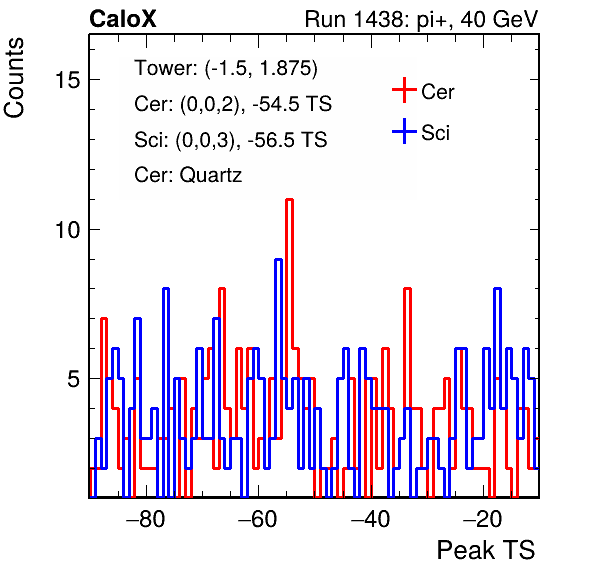 CaloX Run 1438: pi+, 40 GeV
Counts
Tower: (-1.5, 1.875)
Cer: (0,0,2), -54.5 TS
Sci: (0,0,3), -56.5 TS
Cer: Quartz
Cer
Sci
15
10
5
−80 −60 −40 −20
Peak TS